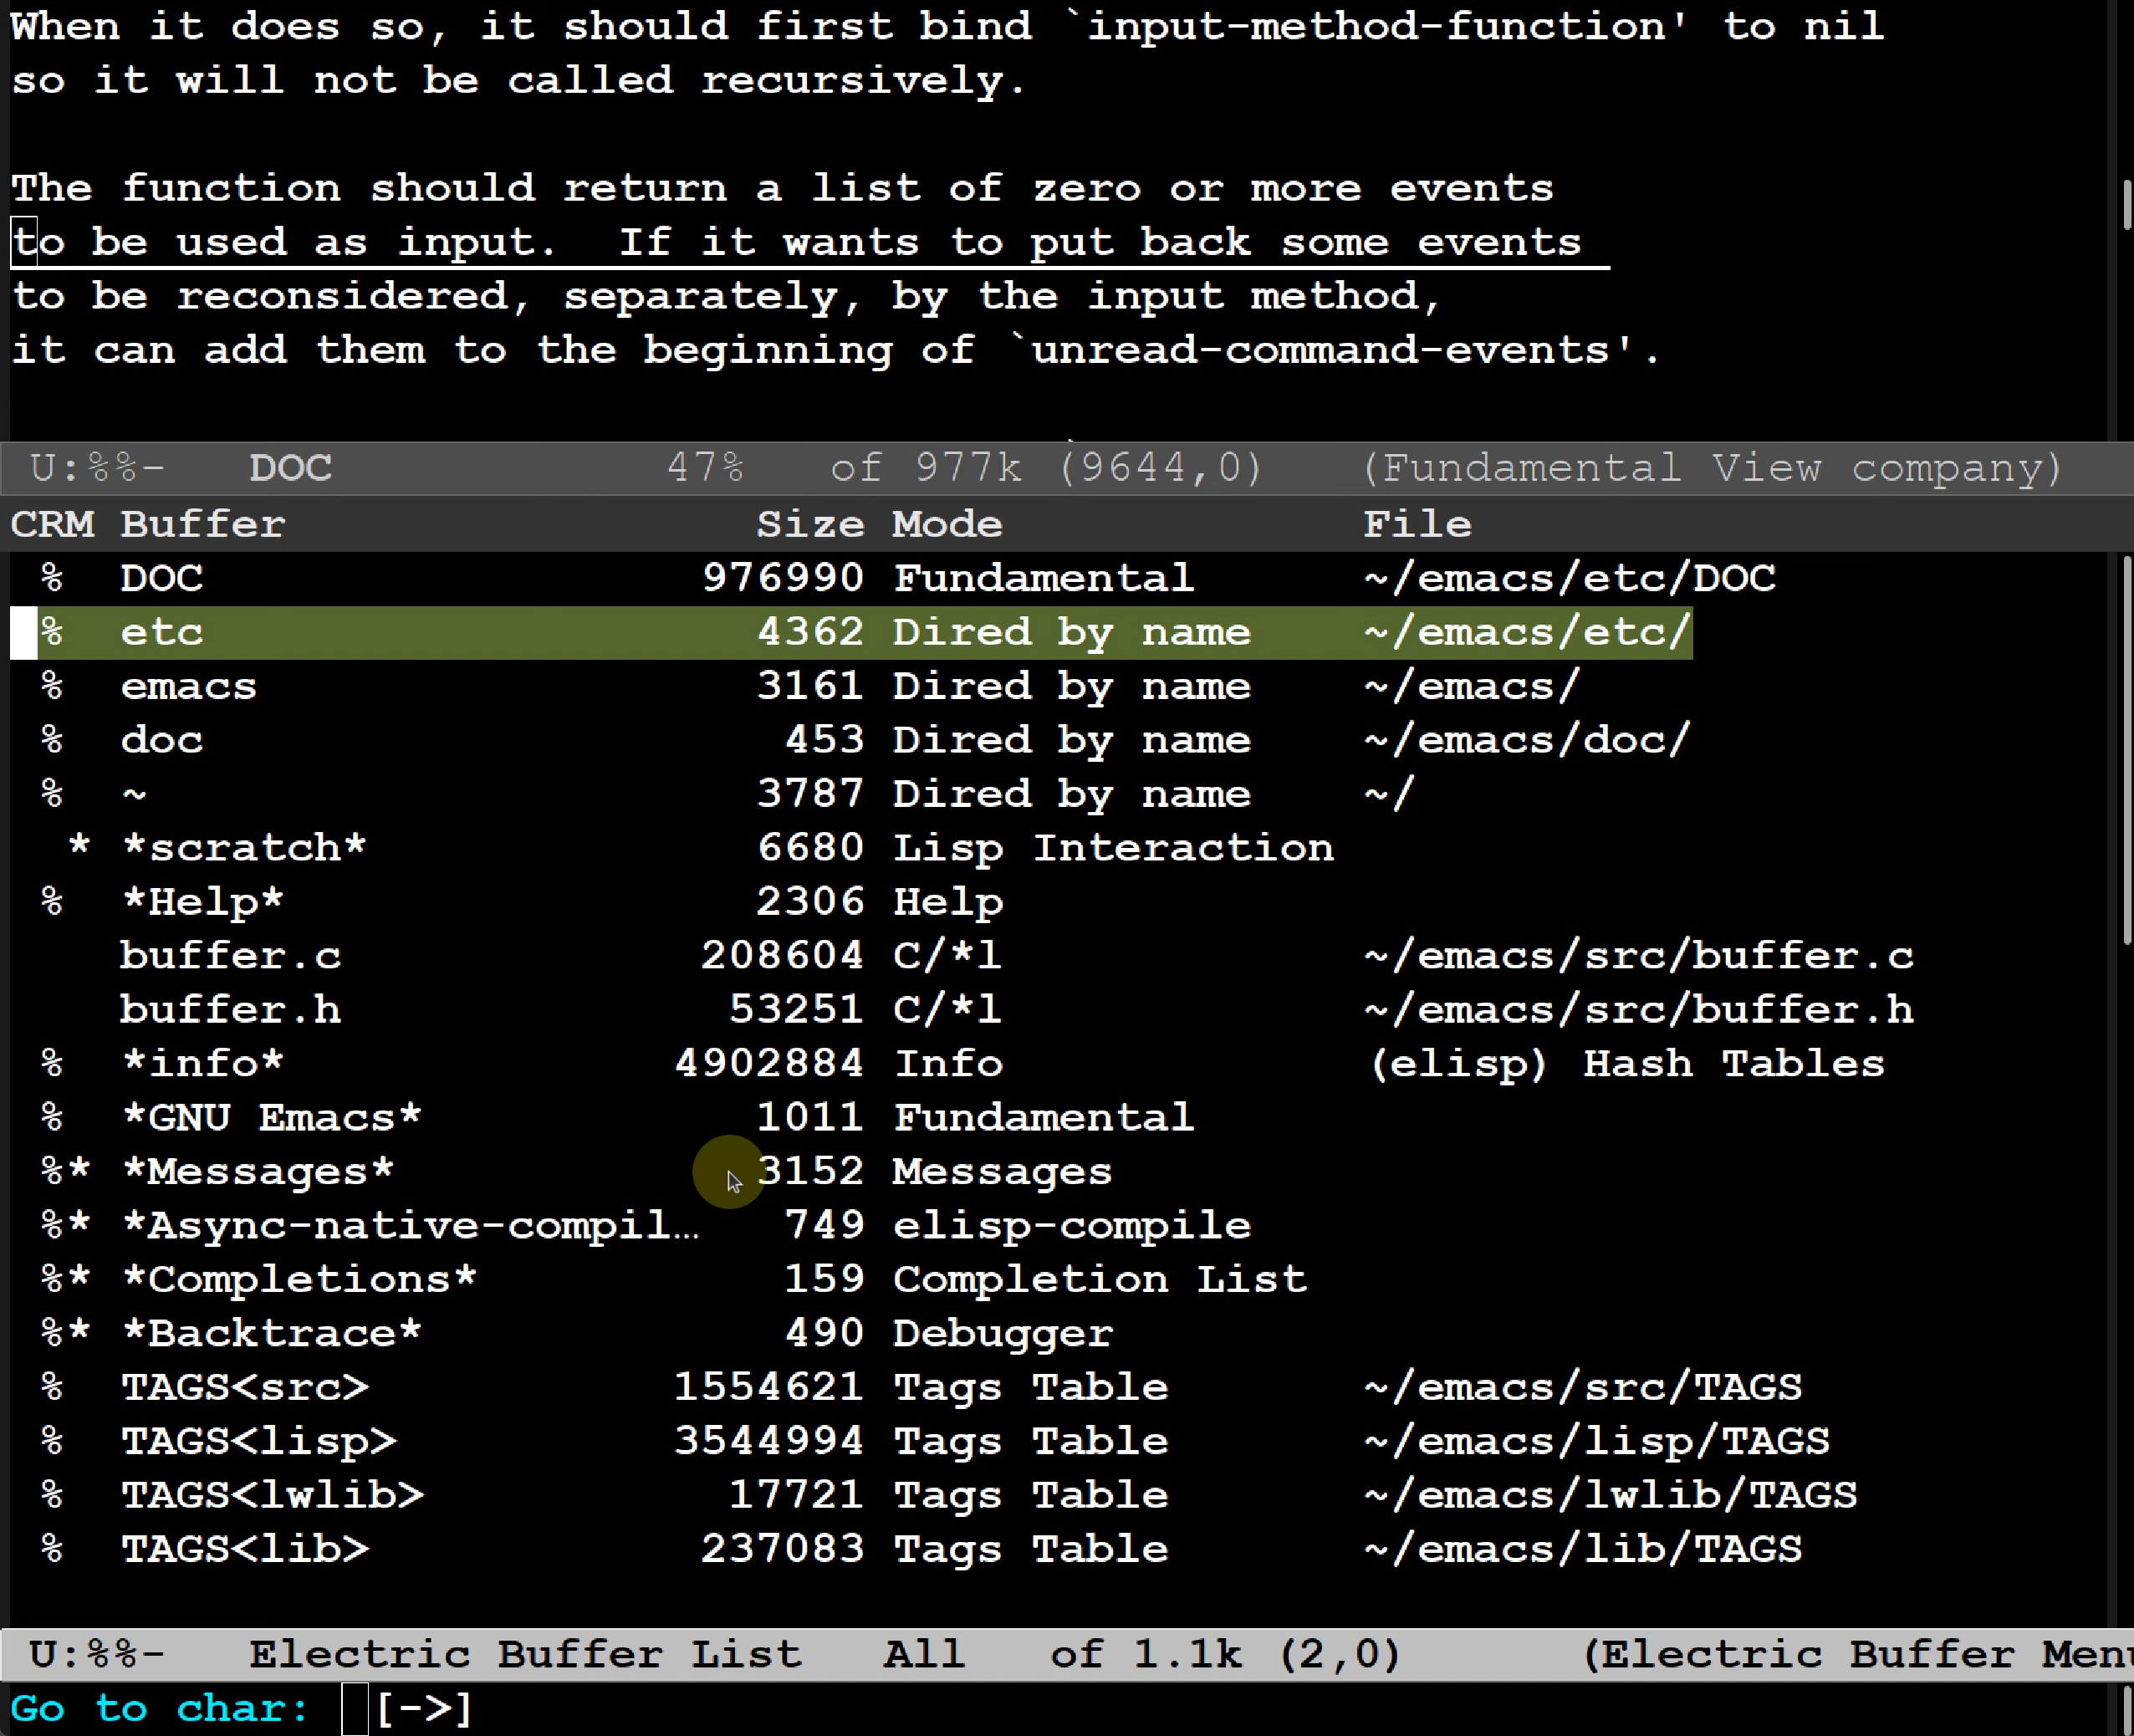 When it does so, it should first bind `input-method-function' to nil
so it will not be called recursively.
The function should return a list of zero or more events
to be used as input.  If it wants to put back some events
to be reconsidered, separately, by the input method,
it can add them to the beginning of `unread-command-events'.
U:%%-   DOC   47%   of 977k (9644,0)   (Fundamental View company)
CRM Buffer   Size Mode   File
%  DOC   976990 Fundamental   ~/emacs/etc/DOC
%  etc   4362 Dired by name   ~/emacs/etc/
%  emacs   3161 Dired by name   ~/emacs/
%  doc   453 Dired by name   ~/emacs/doc/
%  ~   3787 Dired by name   ~/
* *scratch*   6680 Lisp Interaction
%  *Help*   2306 Help
buffer.c   208604 C/*l   ~/emacs/src/buffer.c
buffer.h   53251 C/*l   ~/emacs/src/buffer.h
%  *info*   4902884 Info   (elisp) Hash Tables
%  *GNU Emacs*   1011 Fundamental
%* *Messages*   3152 Messages
%* *Async-native-compil…   749 elisp-compile
%* *Completions*   159 Completion List
%* *Backtrace*   490 Debugger
%  TAGS<src>   1554621 Tags Table   ~/emacs/src/TAGS
%  TAGS<lisp>   3544994 Tags Table   ~/emacs/lisp/TAGS
%  TAGS<lwlib>   17721 Tags Table   ~/emacs/lwlib/TAGS
%  TAGS<lib>   237083 Tags Table   ~/emacs/lib/TAGS
U:%%-   Electric Buffer List   All   of 1.1k (2,0)   (Electric Buffer Menu
Go to char: [->]